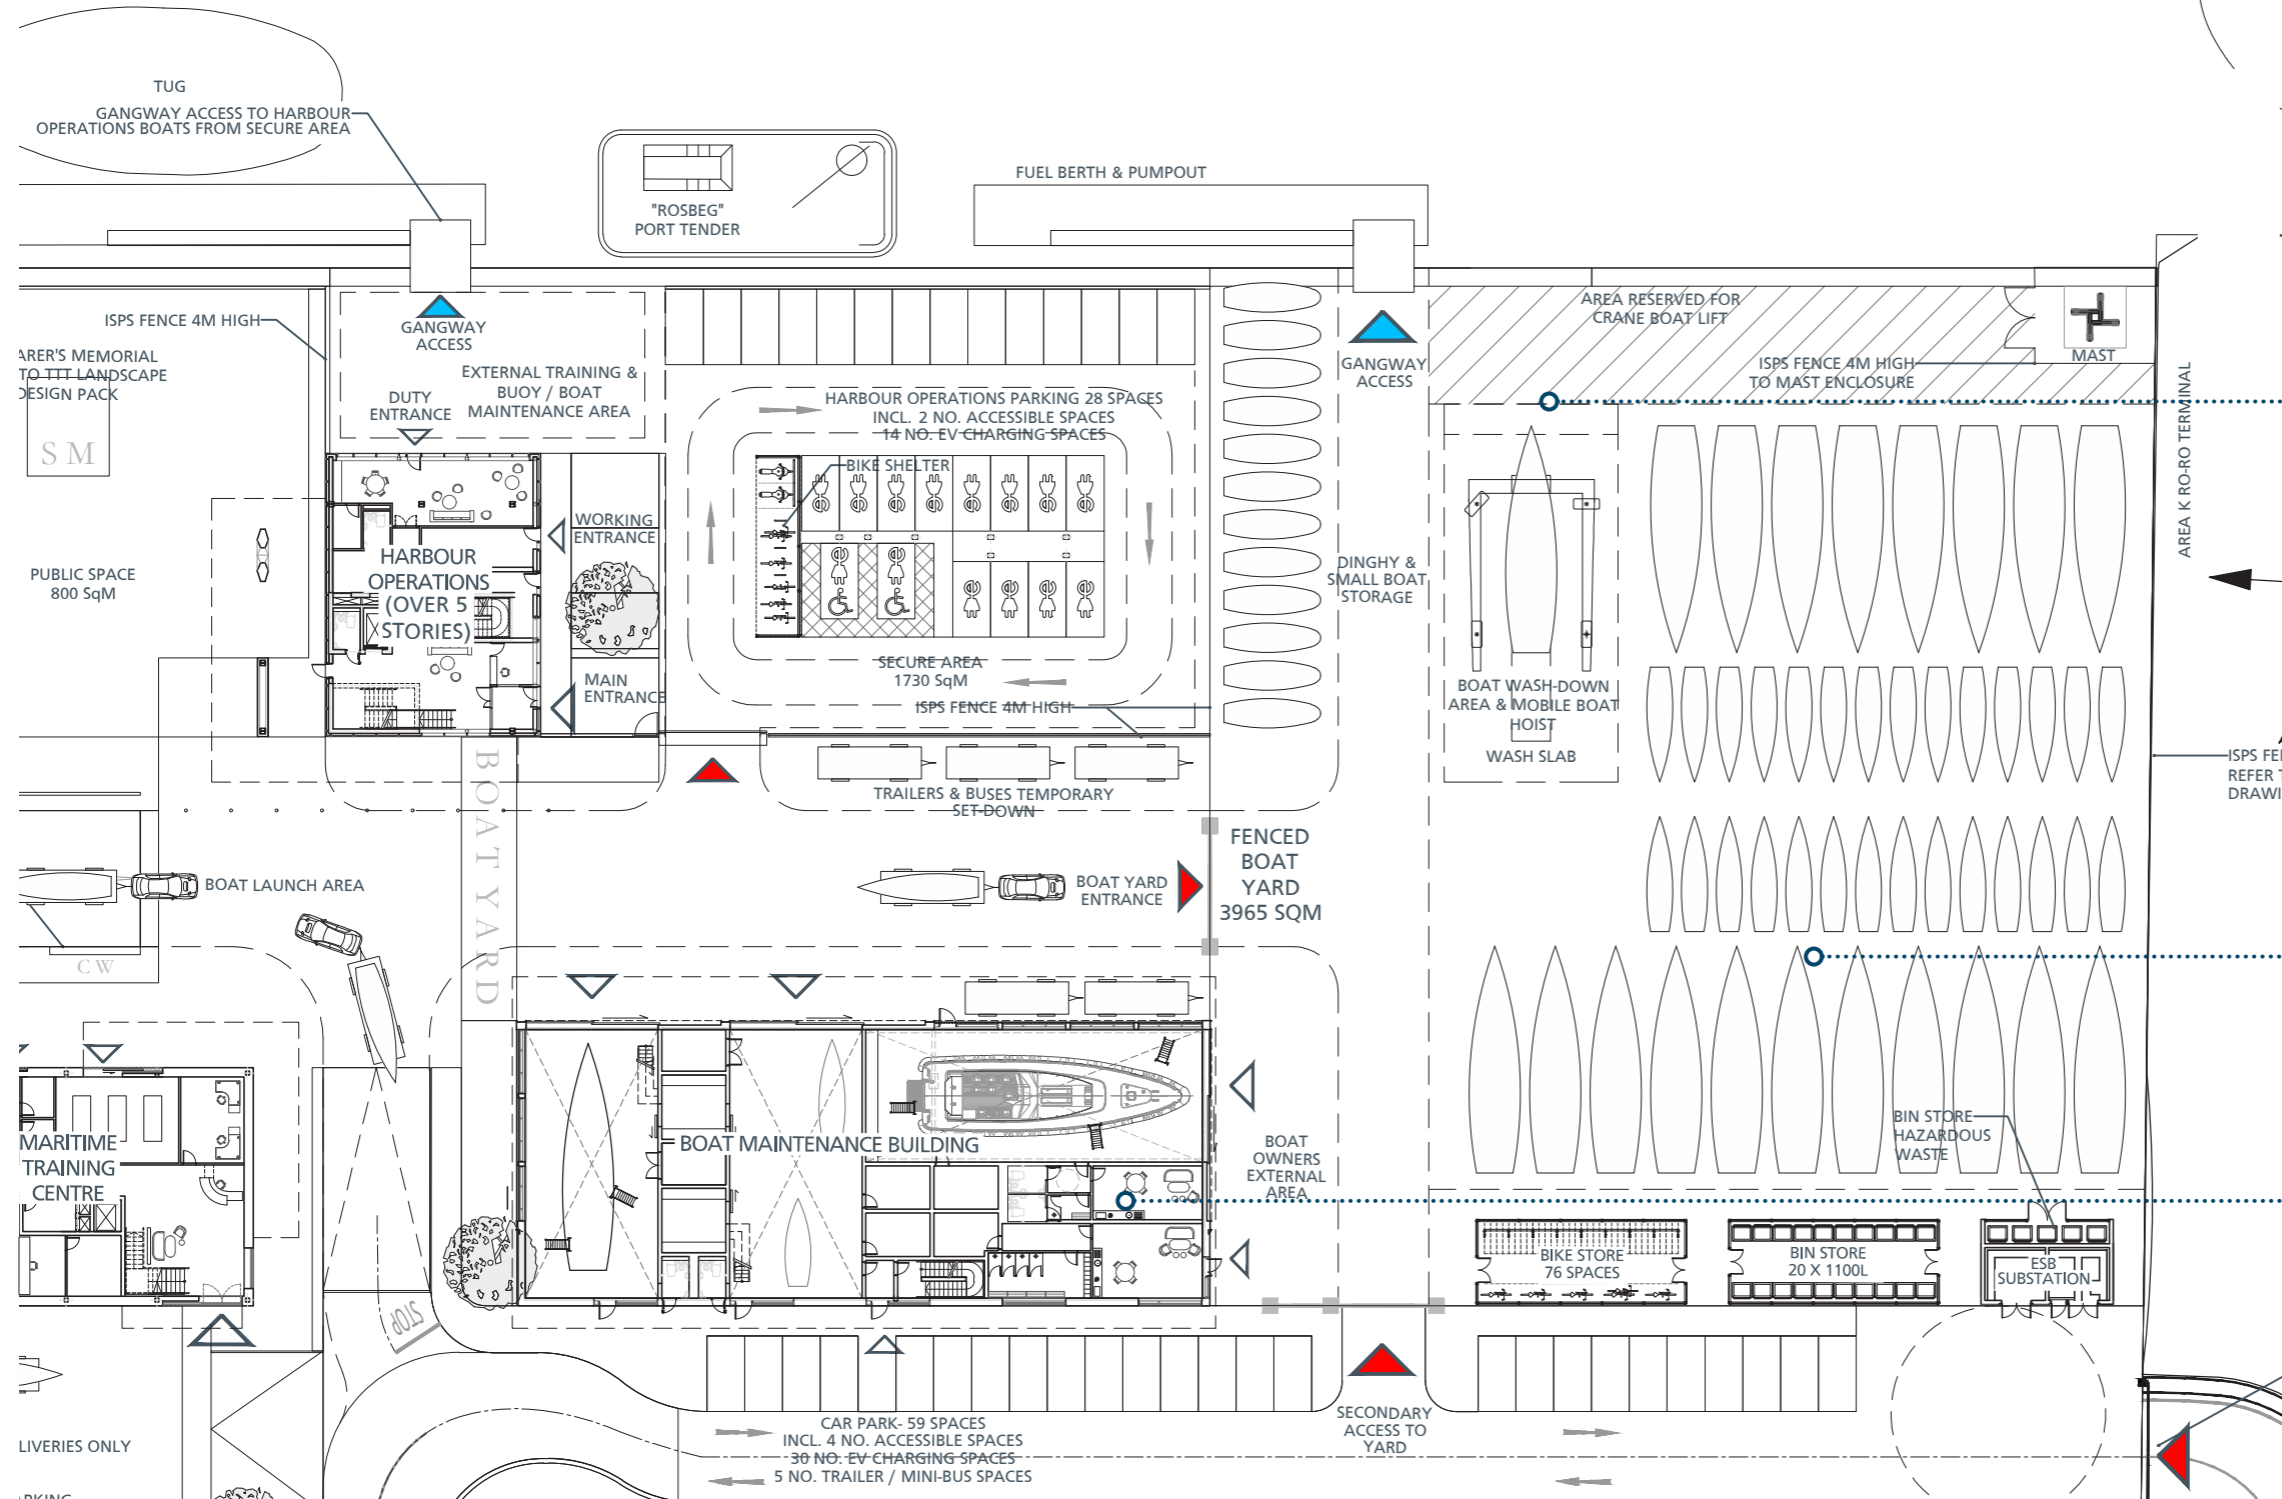 TUG
GANGWAY ACCESS TO HARBOUR
OPERATIONS BOATS FROM SECURE AREA
"ROSBEG"
PORT TENDER
FUEL BERTH & PUMPOUT
ISPS FENCE 4M HIGH
GANGWAY
ACCESS
EXTERNAL TRAINING &
BUOY / BOAT
MAINTENANCE AREA
DUTY
ENTRANCE
ARER'S MEMORIAL
TO TTT LANDSCAPE
DESIGN PACK
SM
PUBLIC SPACE
800 SqM
HARBOUR
OPERATIONS
(OVER 5
STORIES)
WORKING
ENTRANCE
MAIN
ENTRANCE
HARBOUR OPERATIONS PARKING 28 SPACES
INCL. 2 NO. ACCESSIBLE SPACES
14 NO. EV CHARGING SPACES
BIKE SHELTER
SECURE AREA
1730 SqM
ISPS FENCE 4M HIGH
TRAILERS & BUSES TEMPORARY
SET-DOWN
GANGWAY
ACCESS
DINGHY &
SMALL BOAT
STORAGE
AREA RESERVED FOR
CRANE BOAT LIFT
ISPS FENCE 4M HIGH
TO MAST ENCLOSURE
MAST
AREA K RO-RO TERMINAL
BOAT WASH-DOWN
AREA & MOBILE BOAT
HOIST
WASH SLAB
ISPS FE
REFER T
DRAWI
BOATYARD
BOAT LAUNCH AREA
CW
BOAT YARD
ENTRANCE
FENCED
BOAT
YARD
3965 SQM
MARITIME
TRAINING
CENTRE
BOAT MAINTENANCE BUILDING
BOAT
OWNERS
EXTERNAL
AREA
BIN STORE
HAZARDOUS
WASTE
BIKE STORE
76 SPACES
BIN STORE
20 X 1100L
ESB
SUBSTATION
STOP
CAR PARK- 59 SPACES
INCL. 4 NO. ACCESSIBLE SPACES
30 NO. EV CHARGING SPACES
5 NO. TRAILER / MINI-BUS SPACES
SECONDARY
ACCESS TO
YARD
LIVERIES ONLY